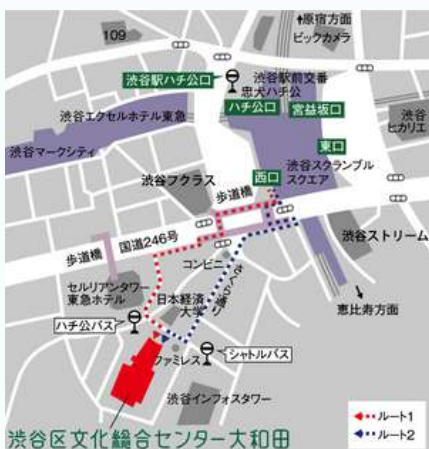 ↑原宿方面
ビックカメラ
109
渋谷駅ハチ公口
渋谷駅前交番
忠犬ハチ公
ハチ公口
宮益坂口
渋谷エクセルホテル東急
東口
渋谷
ヒカリエ
渋谷マークシティ
西口
渋谷スクランブル
スクエア
渋谷フクラス
歩道橋
国道246号
渋谷ストリーム
歩道橋
コンビニ
さくら通り
セルリアンタワー
東急ホテル
日本経済
大学
恵比寿方面
ハチ公バス
ファミレス
シャトルバス
渋谷インフォスタワー
ルート1
ルート2
渋谷区文化総合センター大和田